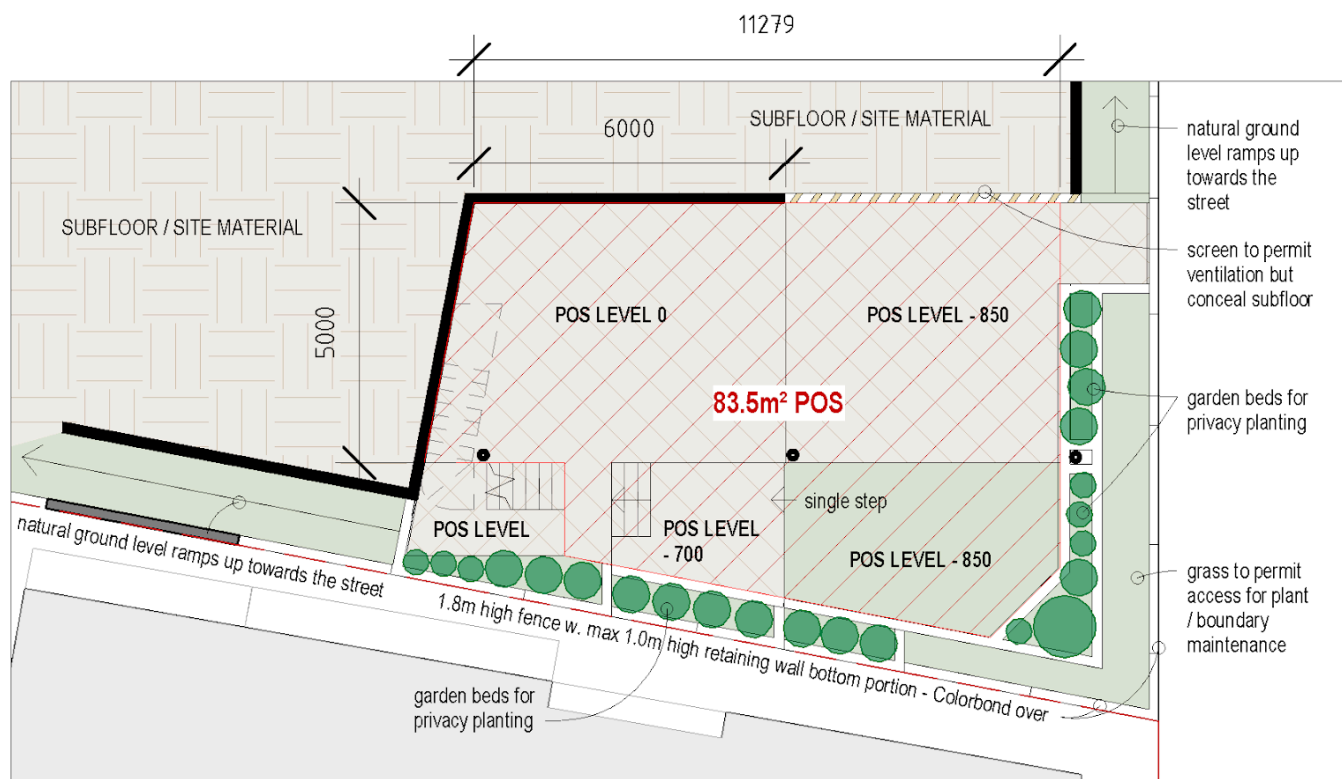 11279
SUBFLOOR / SITE MATERIAL
6000
natural ground
level ramps up
towards the
street
SUBFLOOR / SITE MATERIAL
screen to permit
ventilation but
conceal subfloor
5000
POS LEVEL 0
POS LEVEL - 850
83.5m² POS
garden beds for
privacy planting
single step
POS LEVEL
POS LEVEL
- 700
POS LEVEL - 850
natural ground level ramps up towards the street
1.8m high fence w. max 1.0m high retaining wall bottom portion - Colorbond over
grass to permit
access for plant
/ boundary
maintenance
garden beds for
privacy planting